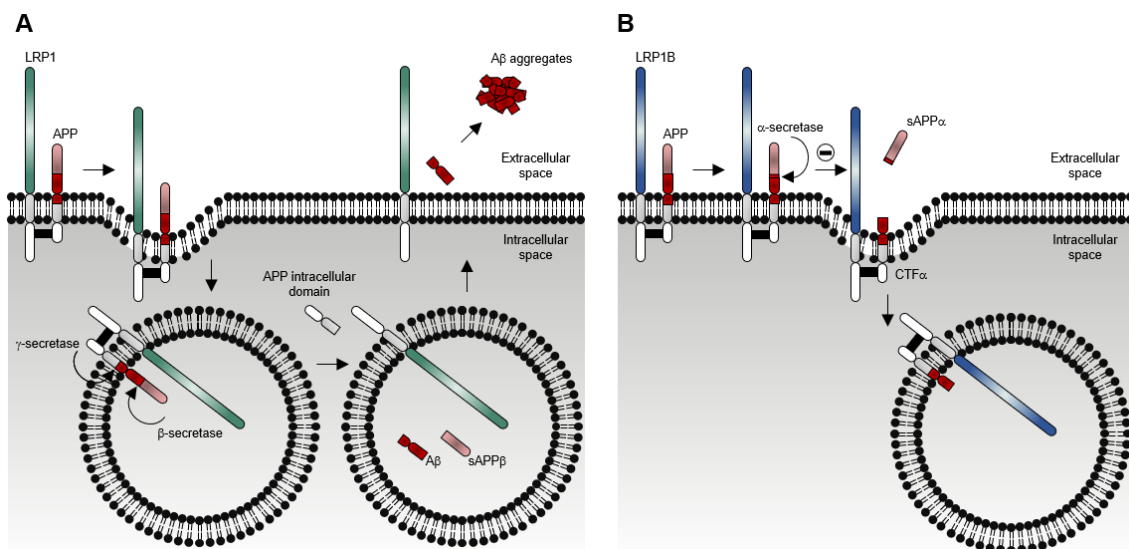 A
LRP1
APP
Aβ aggregates
Extracellular
space
Intracellular
space
APP intracellular
domain
γ-secretase
β-secretase
Aβ
sAPPβ
B
LRP1B
APP
α-secretase
sAPPα
Extracellular
space
Intracellular
space
CTFα